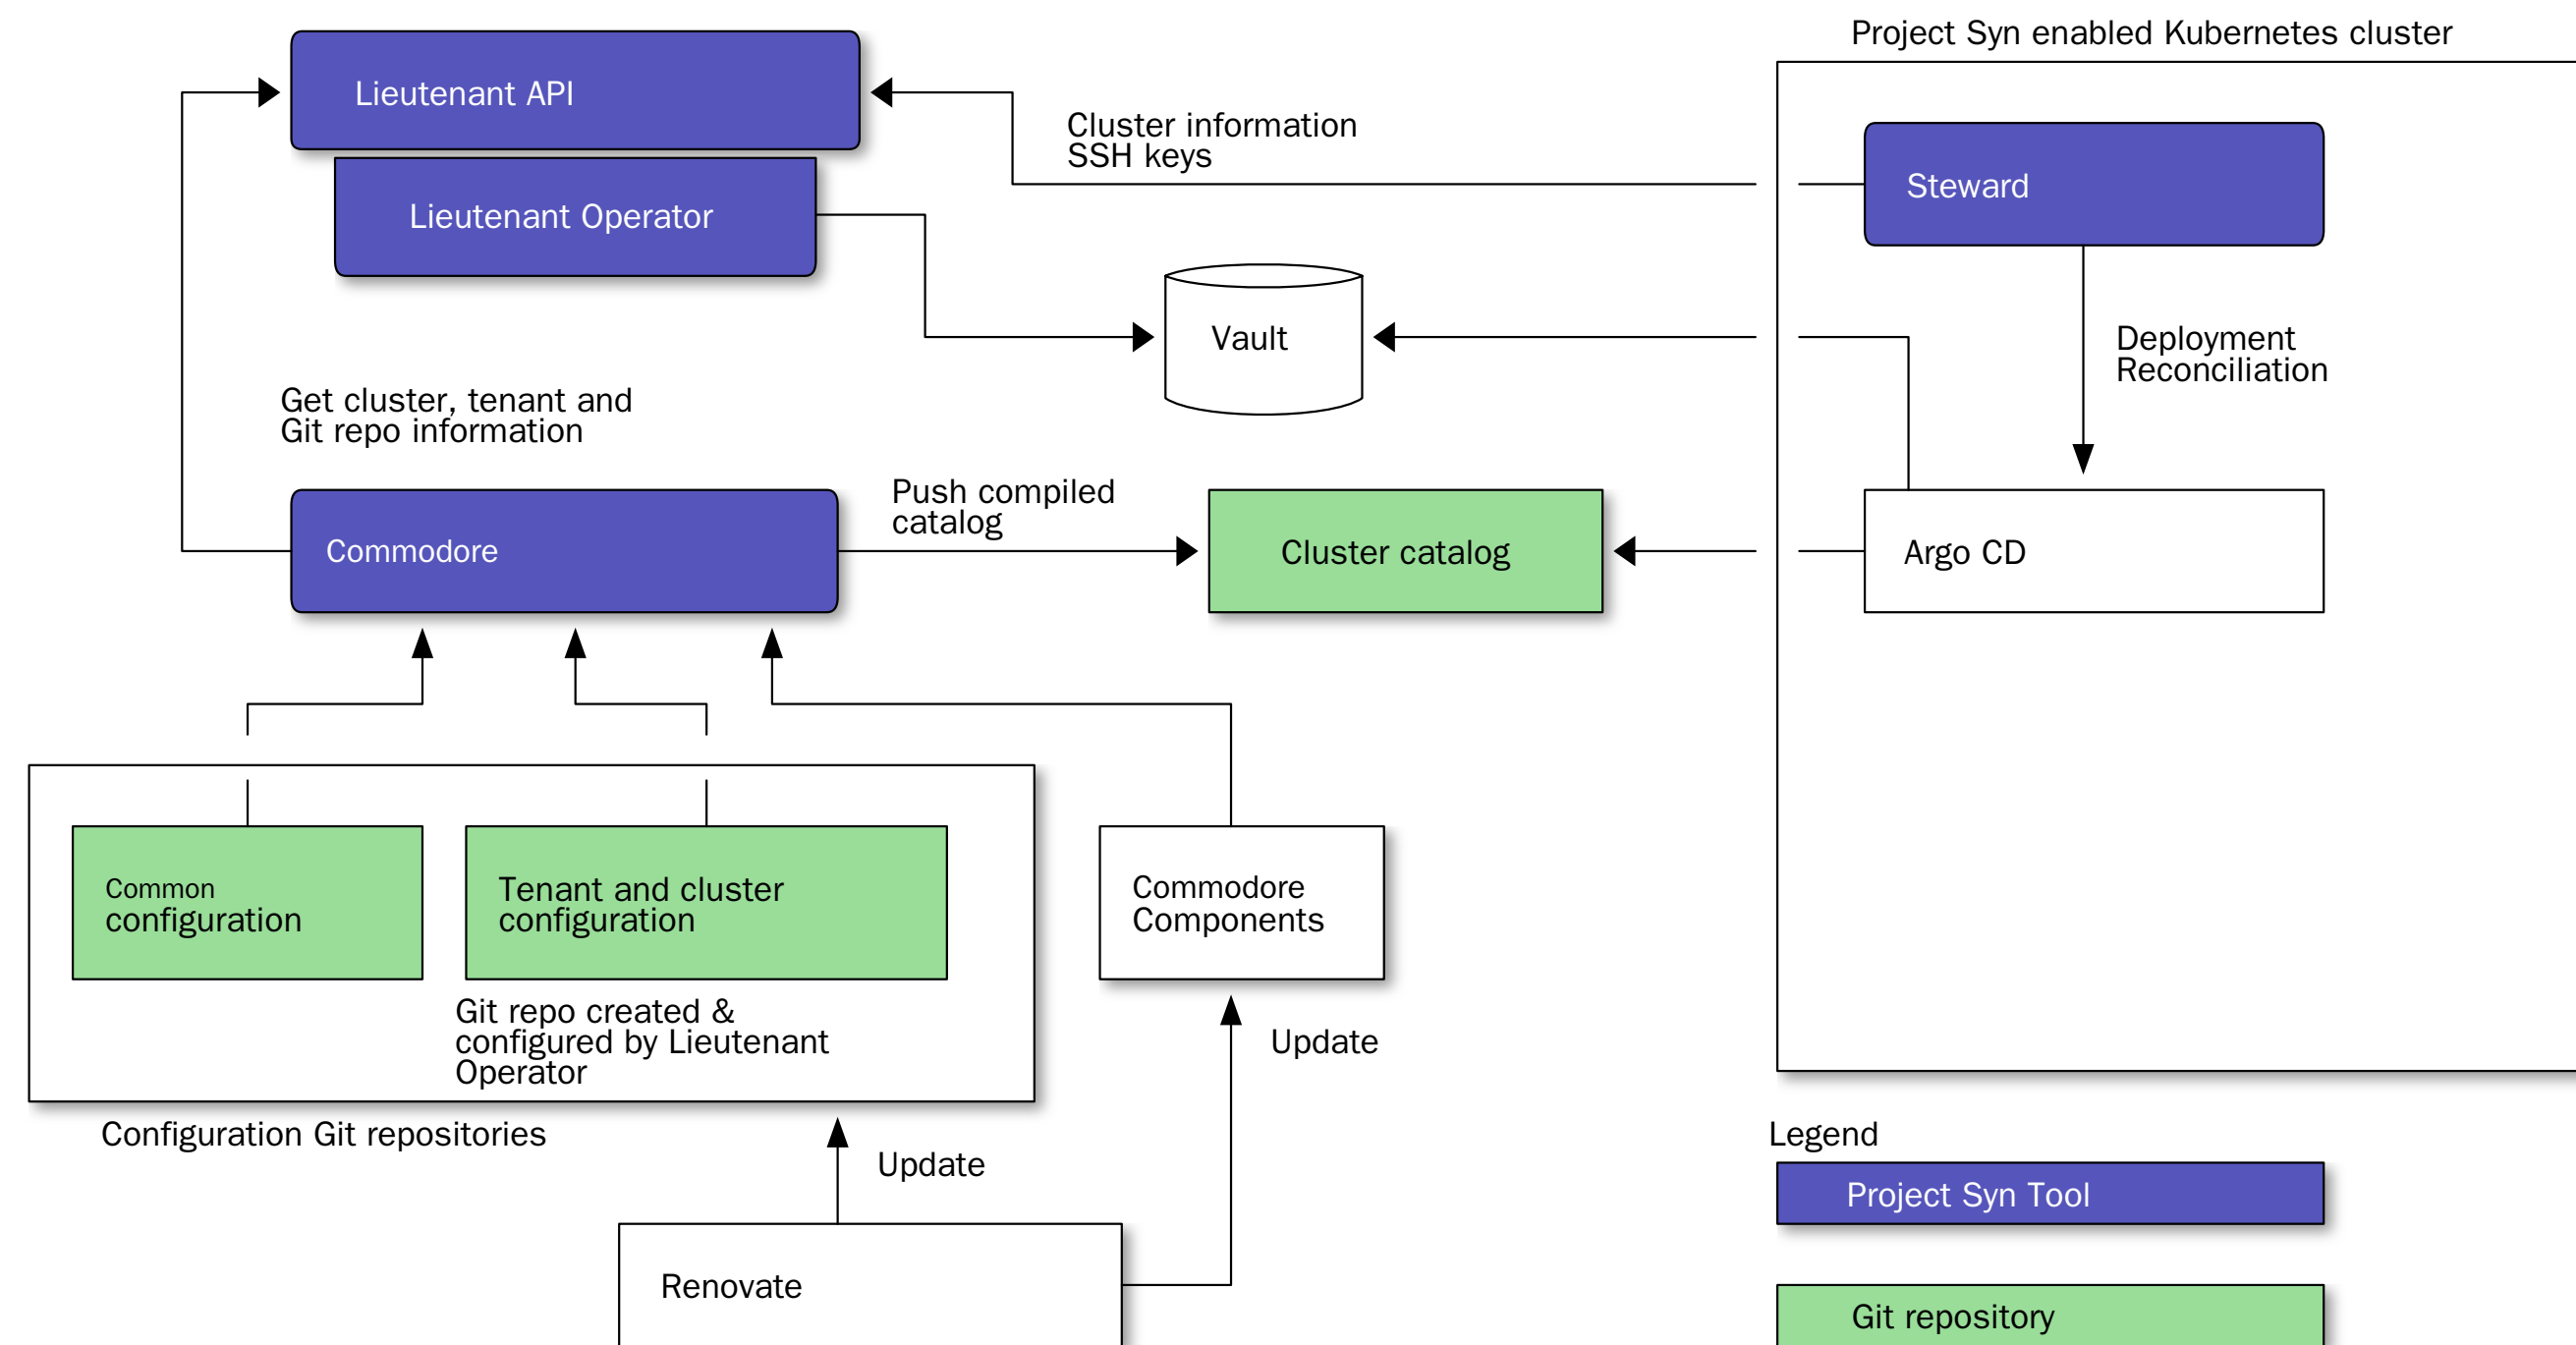 Project Syn enabled Kubernetes cluster
Lieutenant API
Cluster information
SSH keys
Steward
Lieutenant Operator
Vault
Deployment
Reconciliation
Get cluster, tenant and
Git repo information
Push compiled
catalog
Commodore
Cluster catalog
Argo CD
Common
configuration
Tenant and cluster
configuration
Commodore
Components
Git repo created &
configured by Lieutenant
Operator
Update
Configuration Git repositories
Legend
Update
Project Syn Tool
Renovate
Git repository